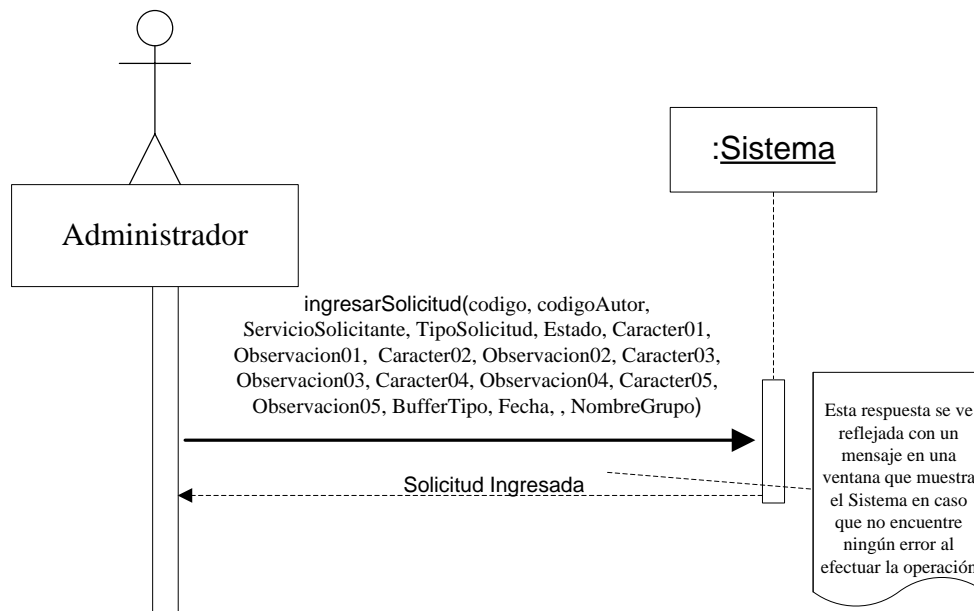 :Sistema
Administrador
ingresarSolicitud(codigo, codigoAutor,
ServicioSolicitante, TipoSolicitud, Estado, Caracter01,
Observacion01, Caracter02, Observacion02, Caracter03,
Observacion03, Caracter04, Observacion04, Caracter05,
Observacion05, BufferTipo, Fecha, , NombreGrupo)
Solicitud Ingresada
Esta respuesta se ve
reflejada con un
mensaje en una
ventana que muestra
el Sistema en caso
que no encuentre
ningún error al
efectuar la operación